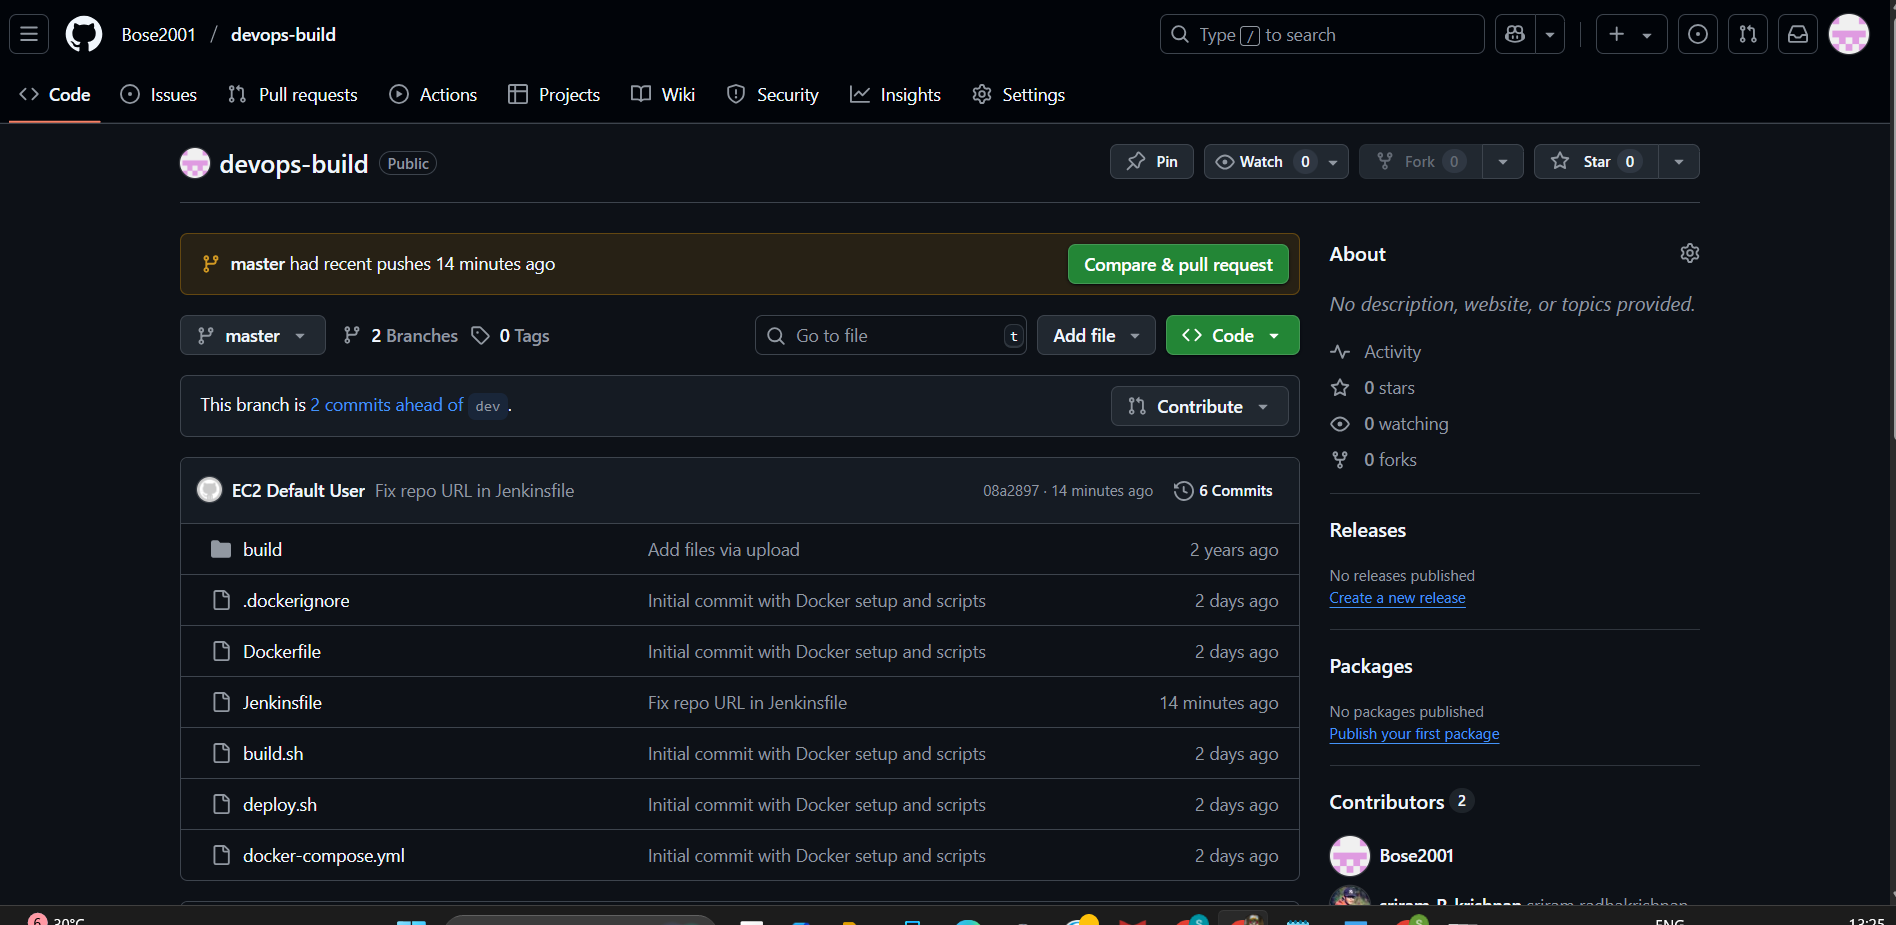 Bose2001 / devops-build
Type / to search
Code Issues Pull requests Actions Projects Wiki Security Insights Settings
devops-build Public
Pin Watch 0 Fork 0 Star 0
master had recent pushes 14 minutes ago
Compare & pull request
master 2 Branches 0 Tags
Go to file t
Add file
Code
This branch is 2 commits ahead of dev .
Contribute
EC2 Default User Fix repo URL in Jenkinsfile 08a2897 · 14 minutes ago 6 Commits
build Add files via upload 2 years ago
.dockerignore Initial commit with Docker setup and scripts 2 days ago
Dockerfile Initial commit with Docker setup and scripts 2 days ago
Jenkinsfile Fix repo URL in Jenkinsfile 14 minutes ago
build.sh Initial commit with Docker setup and scripts 2 days ago
deploy.sh Initial commit with Docker setup and scripts 2 days ago
docker-compose.yml Initial commit with Docker setup and scripts 2 days ago
About
No description, website, or topics provided.
Activity
0 stars
0 watching
0 forks
Releases
No releases published
Create a new release
Packages
No packages published
Publish your first package
Contributors 2
Bose2001
sriram-R-krishnan sriram radhakrishnan
6 30°C
ENG
13:25